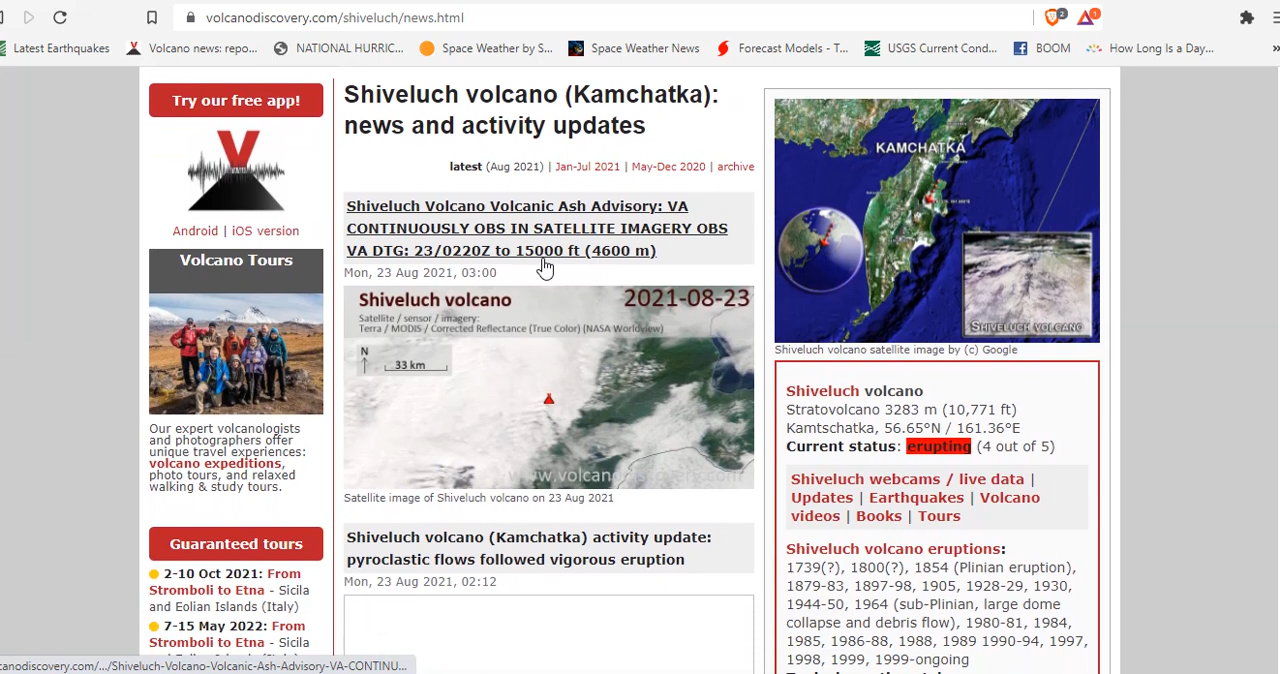 volcanodiscovery.com/shiveluch/news.html
2
1
Latest Earthquakes
Volcano news: repo...
NATIONAL HURRIC...
Space Weather by S...
Space Weather News
Forecast Models - T...
USGS Current Cond...
BOOM
How Long Is a Day...
»
Try our free app!
Android | iOS version
Volcano Tours
Our expert volcanologists
and photographers offer
unique travel experiences:
volcano expeditions,
photo tours, and relaxed
walking & study tours.
Guaranteed tours
2-10 Oct 2021: From
Stromboli to Etna - Sicila
and Eolian Islands (Italy)
7-15 May 2022: From
Stromboli to Etna - Sicila
Shiveluch volcano (Kamchatka):
news and activity updates
latest (Aug 2021) | Jan-Jul 2021 | May-Dec 2020 | archive
Shiveluch Volcano Volcanic Ash Advisory: VA
CONTINUOUSLY OBS IN SATELLITE IMAGERY OBS
VA DTG: 23/0220Z to 15000 ft (4600 m)
Mon, 23 Aug 2021, 03:00
Shiveluch volcano
2021-08-23
Satellite / sensor / imagery:
Terra / MODIS / Corrected Reflectance (True Color) (NASA Worldview)
N
33 km
www.volcanodiscovery.com
Satellite image of Shiveluch volcano on 23 Aug 2021
Shiveluch volcano (Kamchatka) activity update:
pyroclastic flows followed vigorous eruption
Mon, 23 Aug 2021, 02:12
KAMCHATKA
SHIVELUCH VOLCANO
Shiveluch volcano satellite image by (c) Google
Shiveluch volcano
Stratovolcano 3283 m (10,771 ft)
Kamtschatka, 56.65°N / 161.36°E
Current status: erupting (4 out of 5)
Shiveluch webcams / live data |
Updates | Earthquakes | Volcano
videos | Books | Tours
Shiveluch volcano eruptions:
1739(?), 1800(?), 1854 (Plinian eruption),
1879-83, 1897-98, 1905, 1928-29, 1930,
1944-50, 1964 (sub-Plinian, large dome
collapse and debris flow), 1980-81, 1984,
1985, 1986-88, 1988, 1989 1990-94, 1997,
1998, 1999, 1999-ongoing
canodiscovery.com/.../Shiveluch-Volcano-Volcanic-Ash-Advisory-VA-CONTINU...